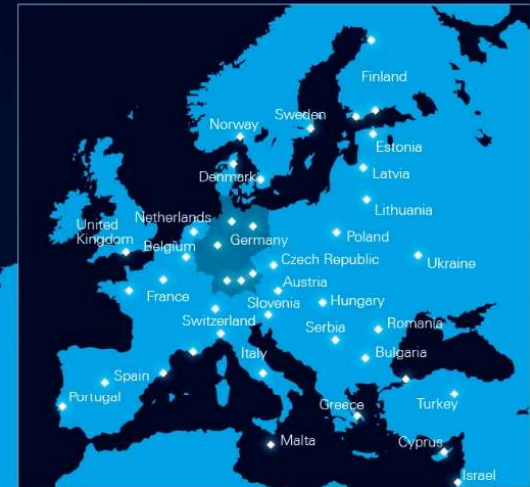 Finland
Sweden
Norway
Estonia
Denmark
Latvia
Lithuania
United
Kingdom
Netherlands
Germany
Poland
Belgium
Czech Republic
Ukraine
Austria
France
Slovenia
Hungary
Switzerland
Serbia
Romania
Italy
Bulgaria
Spain
Portugal
Greece
Turkey
Malta
Cyprus
Israel